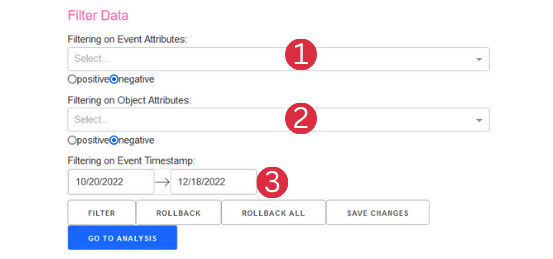 Filter Data
Filtering on Event Attributes:
Select...
1
positive negative
Filtering on Object Attributes:
Select...
2
positive negative
Filtering on Event Timestamp:
10/20/2022 → 12/18/2022
3
FILTER ROLLBACK ROLLBACK ALL SAVE CHANGES
GO TO ANALYSIS